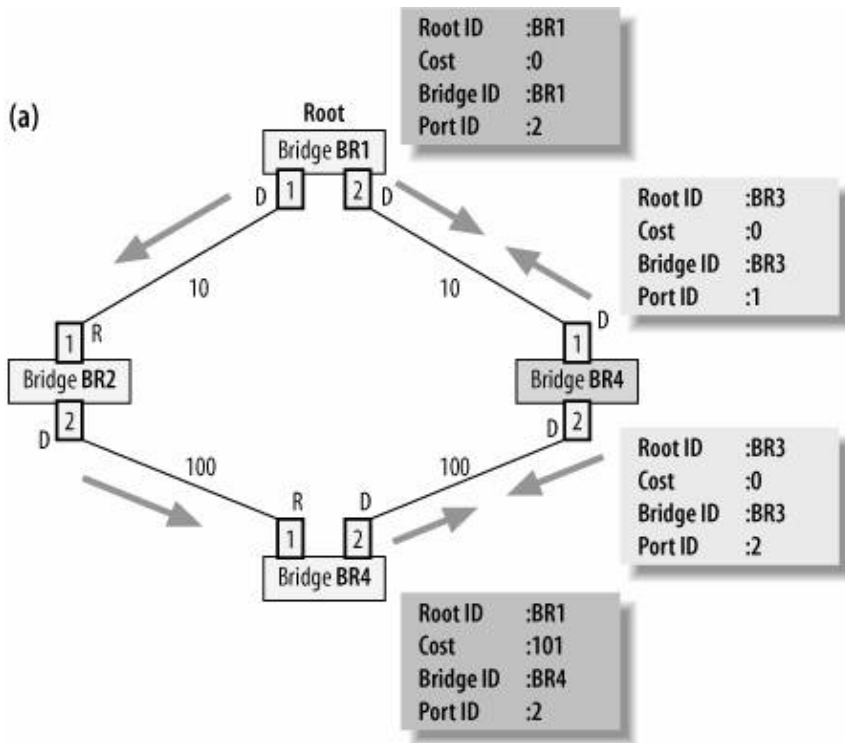 Root ID :BR1
Cost :0
Bridge ID :BR1
Port ID :2
(a)
Root
Bridge BR1
D 1 2 D
Root ID :BR3
Cost :0
Bridge ID :BR3
Port ID :1
10
10
D
1 R
1
Bridge BR2
Bridge BR4
2
D
2
D
Root ID :BR3
Cost :0
Bridge ID :BR3
Port ID :2
100
100
R D
1 2
Bridge BR4
Root ID :BR1
Cost :101
Bridge ID :BR4
Port ID :2